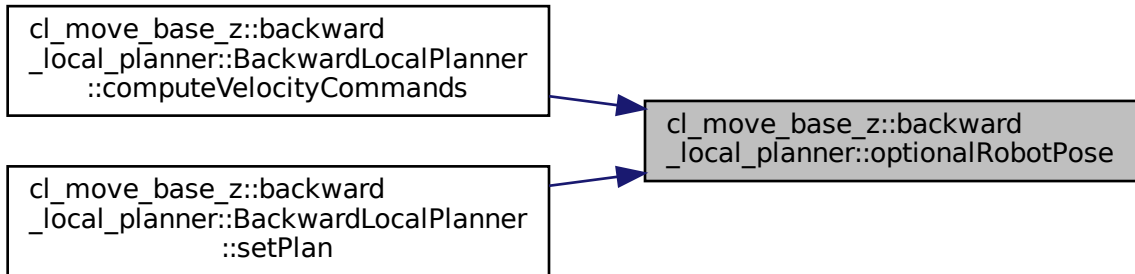 cl_move_base_z::backward
_local_planner::BackwardLocalPlanner
::computeVelocityCommands
cl_move_base_z::backward
_local_planner::optionalRobotPose
cl_move_base_z::backward
_local_planner::BackwardLocalPlanner
::setPlan